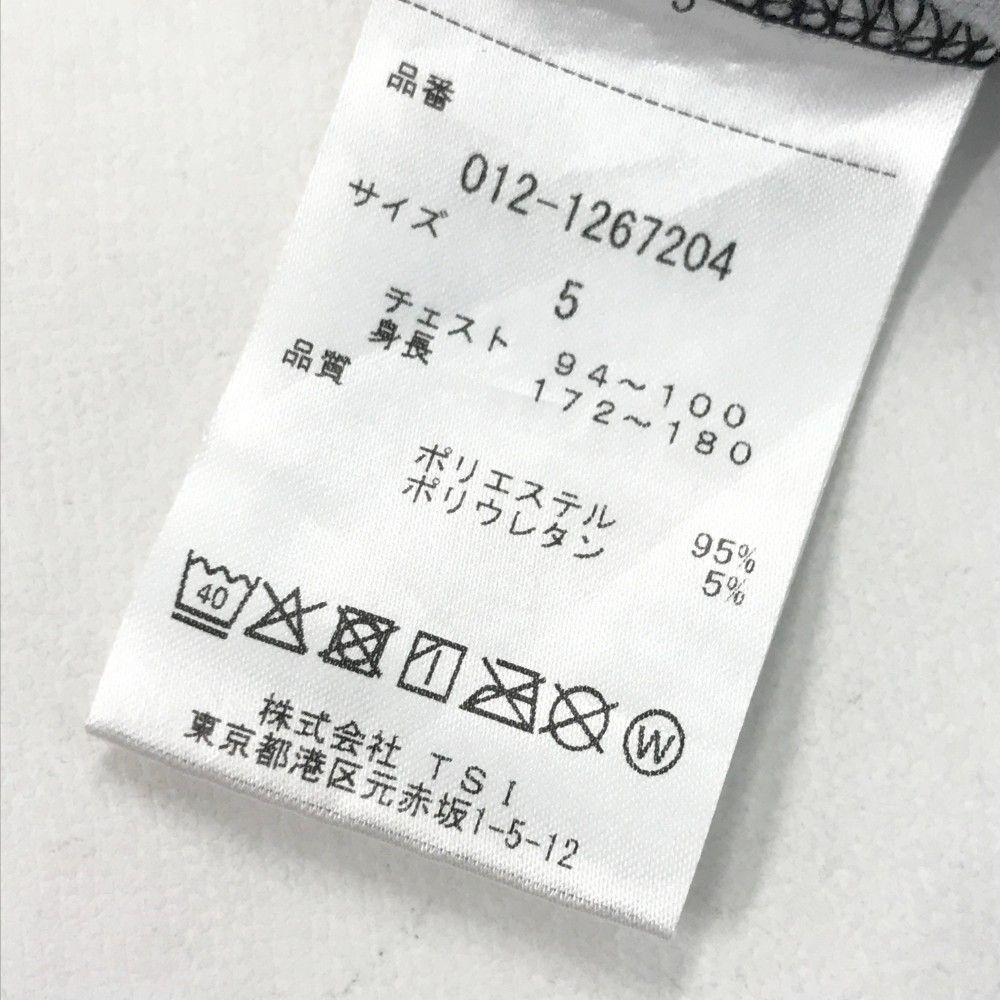 品番
012-1267204
サイズ
5
チェスト 94～100
身長 172～180
品質
ポリエステル 95%
ポリウレタン 5%
40
W
株式会社 TSI
東京都港区元赤坂1-5-12